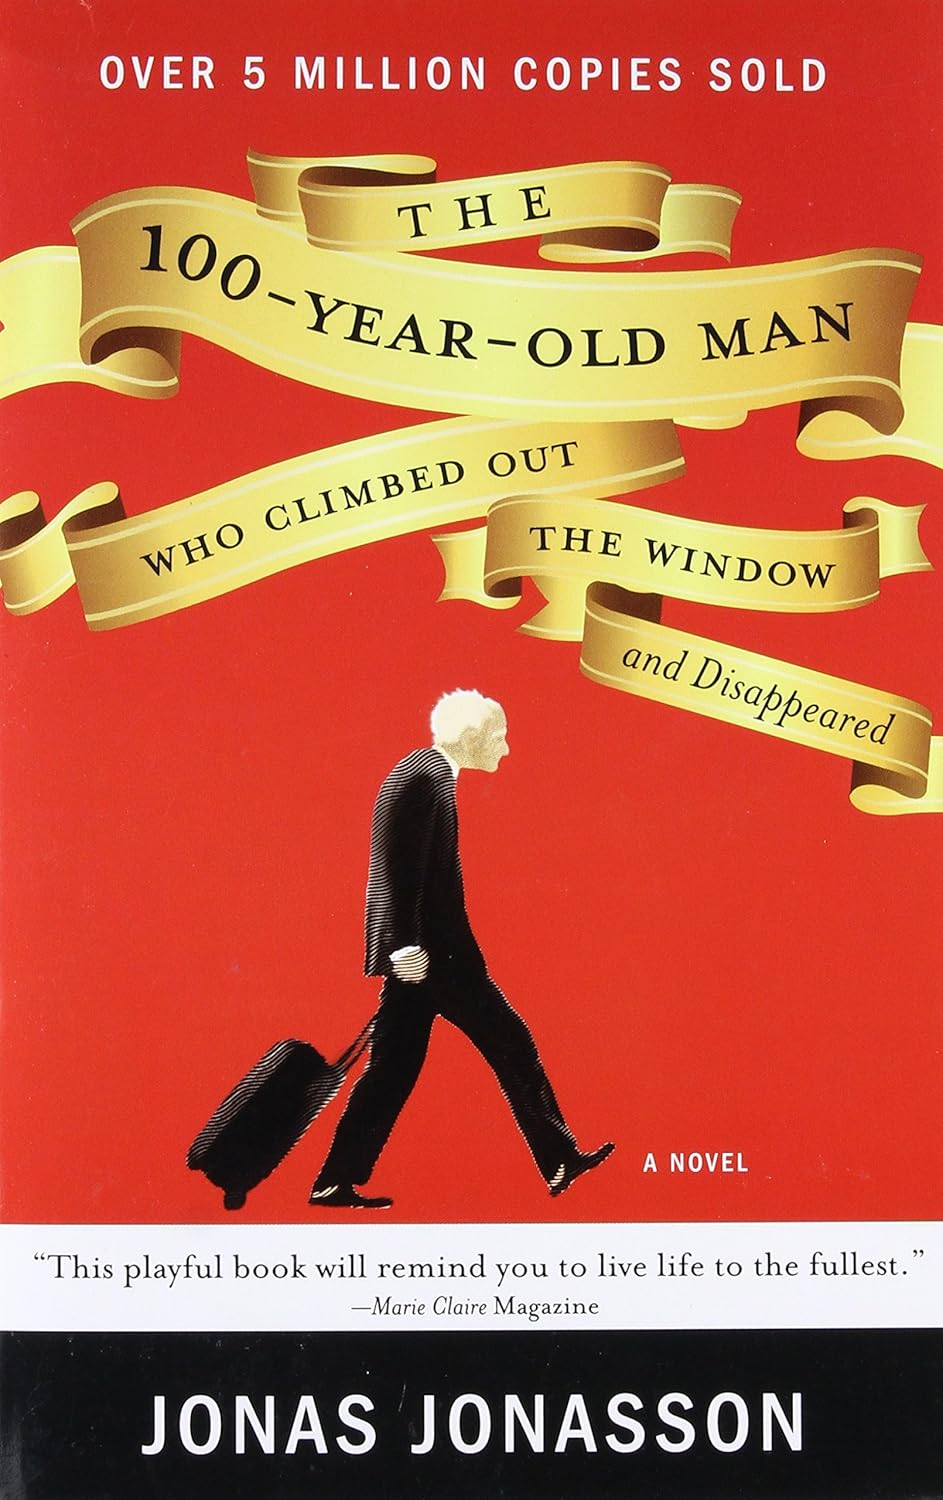 OVER 5 MILLION COPIES SOLD
THE
100-YEAR-OLD MAN
WHO CLIMBED OUT
THE WINDOW
and Disappeared
A NOVEL
“This playful book will remind you to live life to the fullest.”
—Marie Claire Magazine
JONAS JONASSON